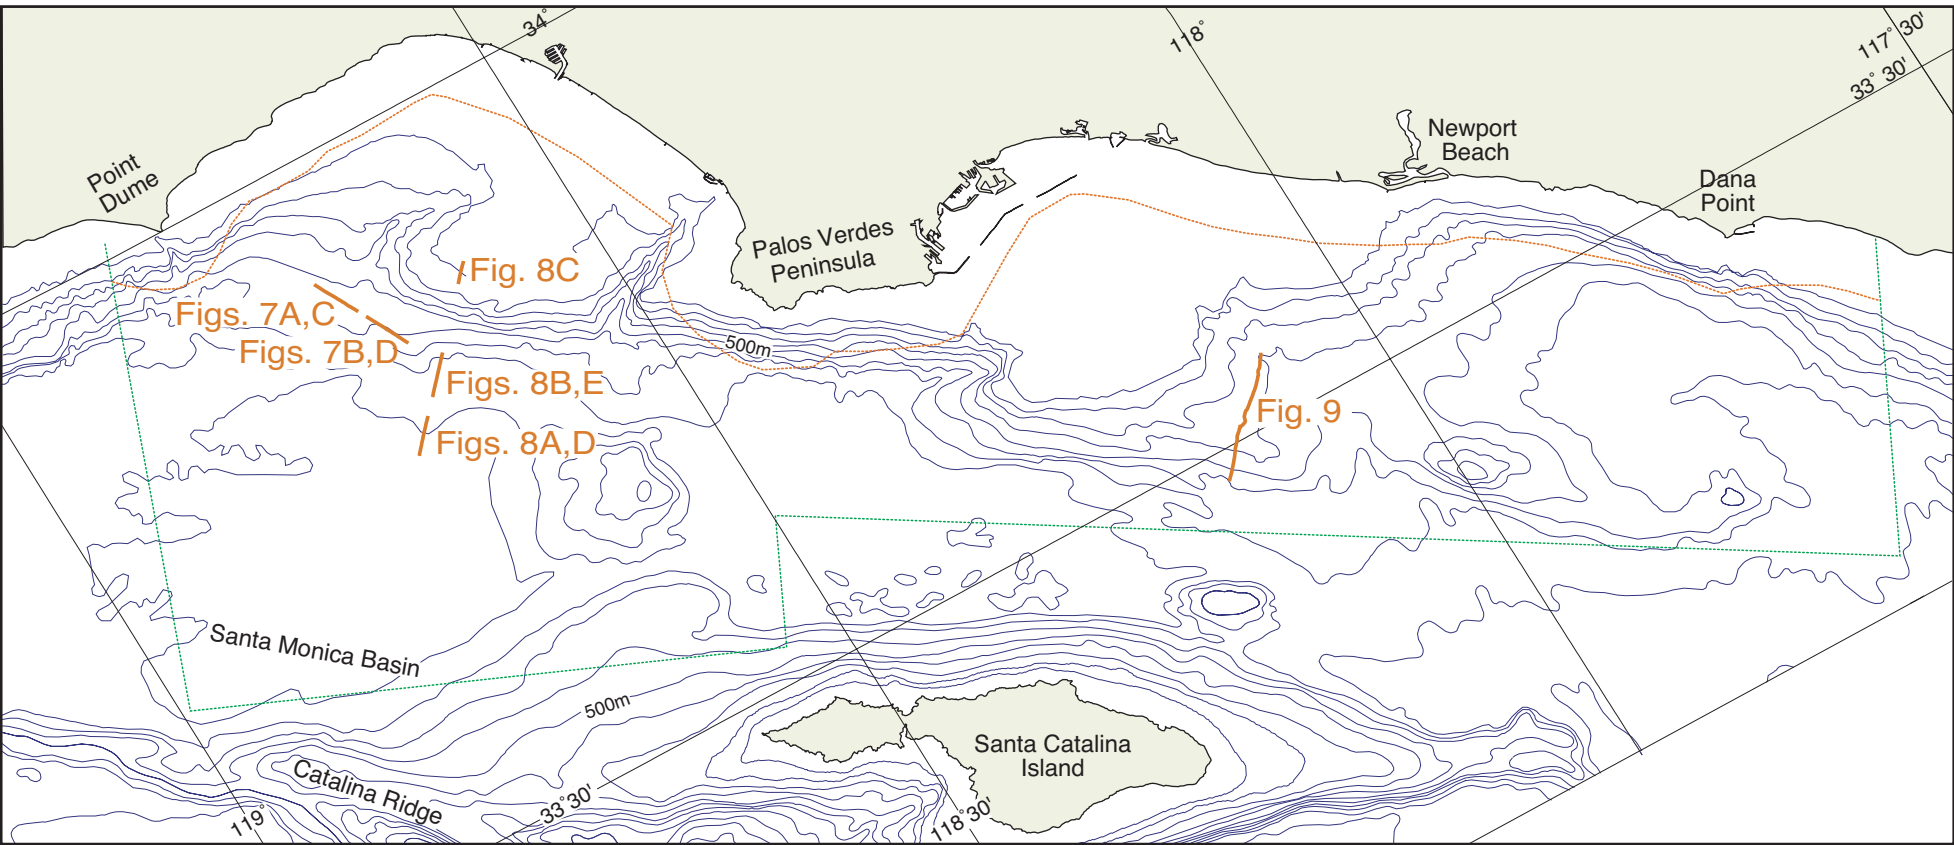 34°
118°
117° 30'
33° 30'
Point
Dume
Newport
Beach
Dana
Point
Palos Verdes
Peninsula
Fig. 8C
Figs. 7A,C
Figs. 7B,D
500m
Figs. 8B,E
Fig. 9
Figs. 8A,D
Santa Monica Basin
500m
Santa Catalina
Island
Catalina Ridge
119°
33°30'
118°30'